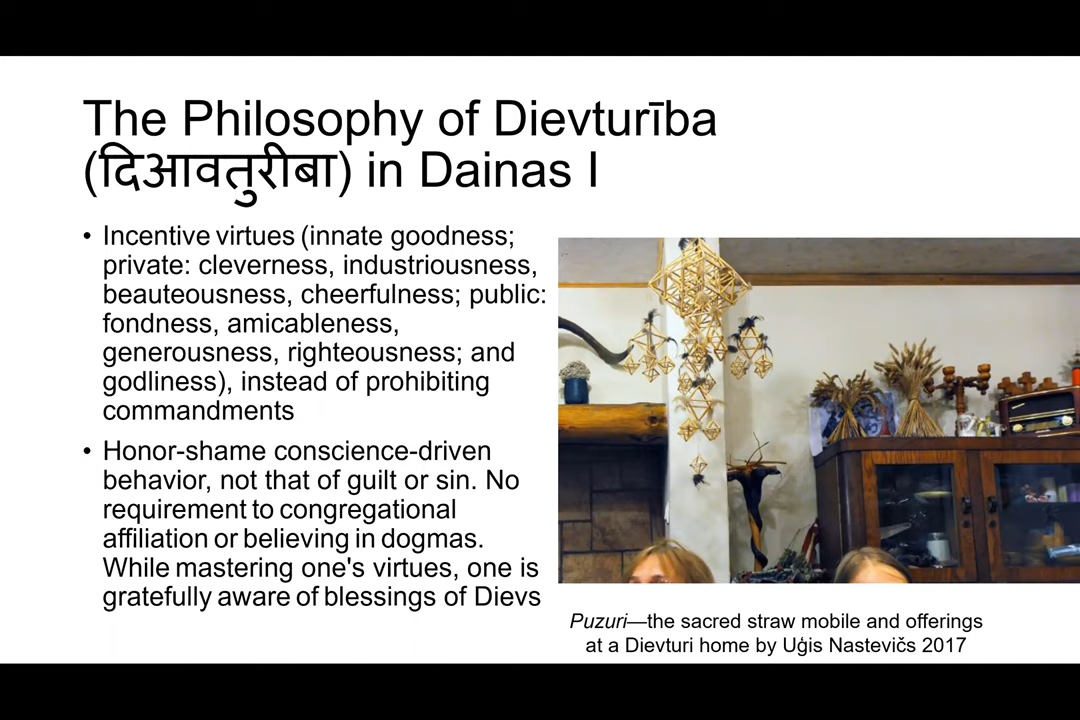 The Philosophy of Dievturība
(दिआवतुरीबा) in Dainas I
• Incentive virtues (innate goodness;
private: cleverness, industriousness,
beauteousness, cheerfulness; public:
fondness, amicableness,
generousness, righteousness; and
godliness), instead of prohibiting
commandments
• Honor-shame conscience-driven
behavior, not that of guilt or sin. No
requirement to congregational
affiliation or believing in dogmas.
While mastering one's virtues, one is
gratefully aware of blessings of Dievs
Puzuri—the sacred straw mobile and offerings
at a Dievturi home by Uģis Nastevičs 2017